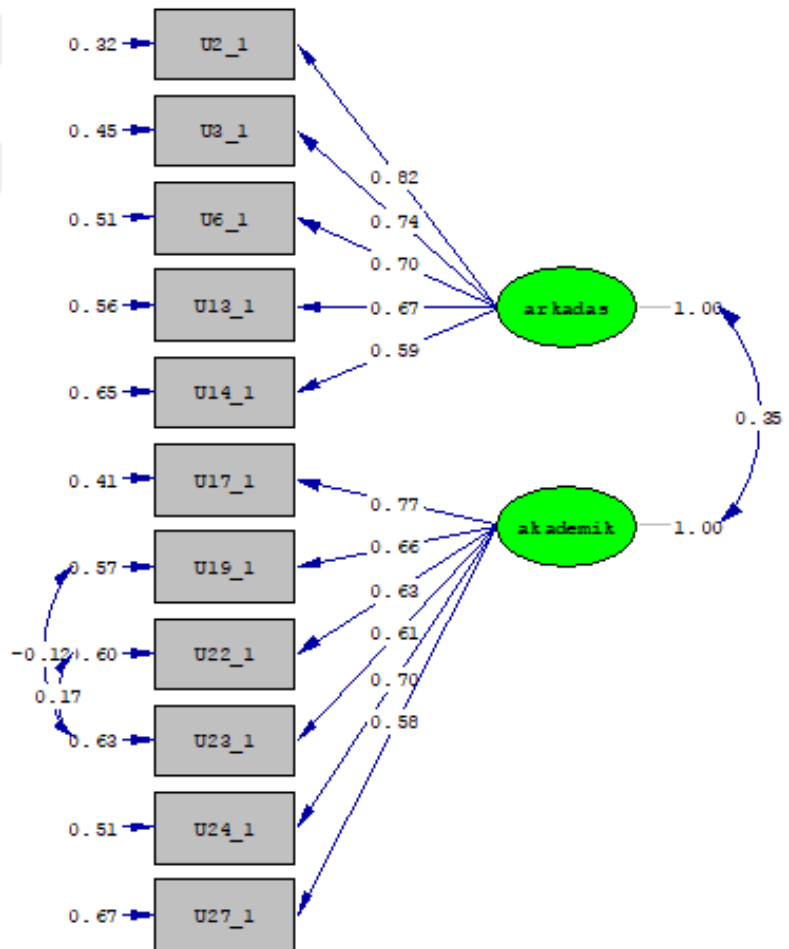 0.32 U2_1
0.45 U3_1
0.82
0.74
0.51 U6_1
0.70
0.56 U13_1 0.67 arkadas 1.00
0.59
0.65 U14_1
0.35
0.41 U17_1
0.77
akademik 1.00
0.66
0.57 U19_1
0.63
0.61
-0.12 0.60 U22_1
0.70
0.17
0.58
0.63 U23_1
0.51 U24_1
0.67 U27_1